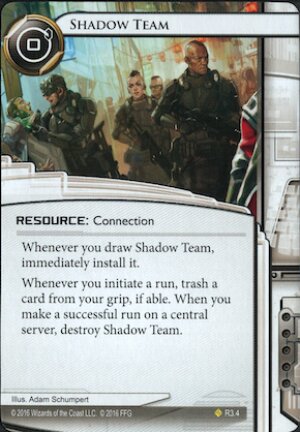 SHADOW TEAM
RESOURCE: Connection
Whenever you draw Shadow Team,
immediately install it.
Whenever you initiate a run, trash a
card from your grip, if able. When you
make a successful run on a central
server, destroy Shadow Team.
Illus. Adam Schumpert
© 2016 Wizards of the Coast LLC. © 2016 FFG
R3.4